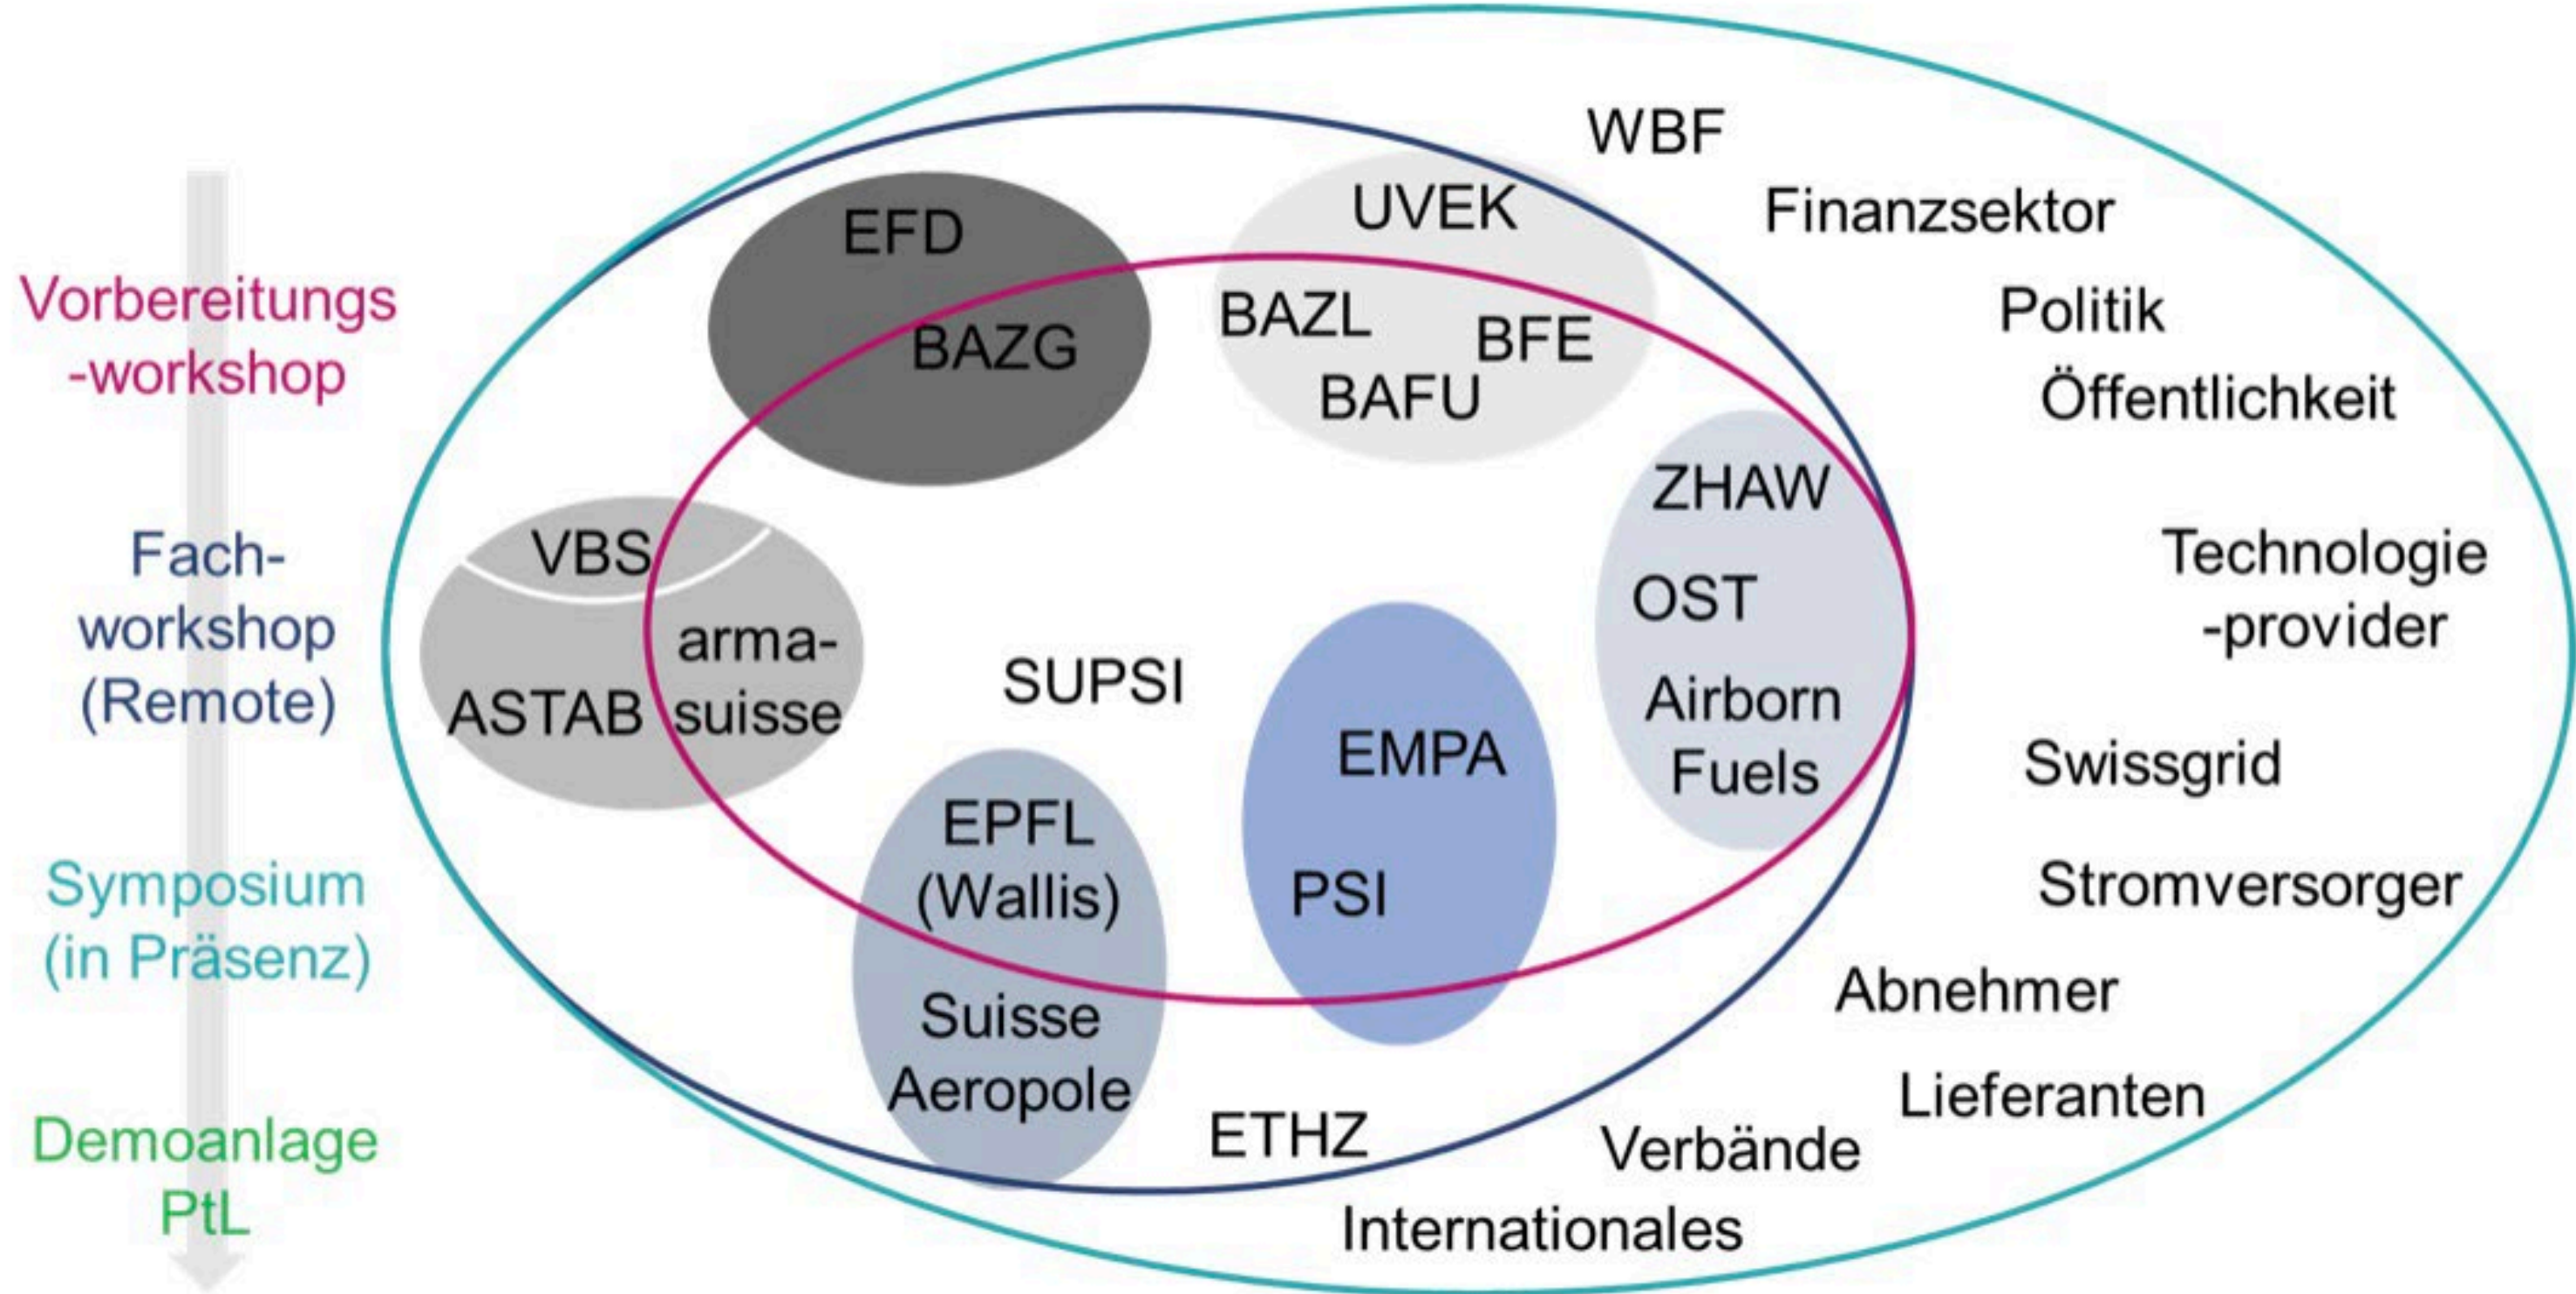 Vorbereitungs
-workshop
Fach-
workshop
(Remote)
Symposium
(in Präsenz)
Demoanlage
PtL
EFD
BAZG
UVEK
BAZL
BFE
BAFU
VBS
ASTAB
arma-
suisse
SUPSI
EPFL
(Wallis)
Suisse
Aeropole
EMPA
PSI
ZHAW
OST
Airborn
Fuels
ETHZ
WBF
Finanzsektor
Politik
Öffentlichkeit
Technologie
-provider
Swissgrid
Stromversorger
Abnehmer
Lieferanten
Verbände
Internationales